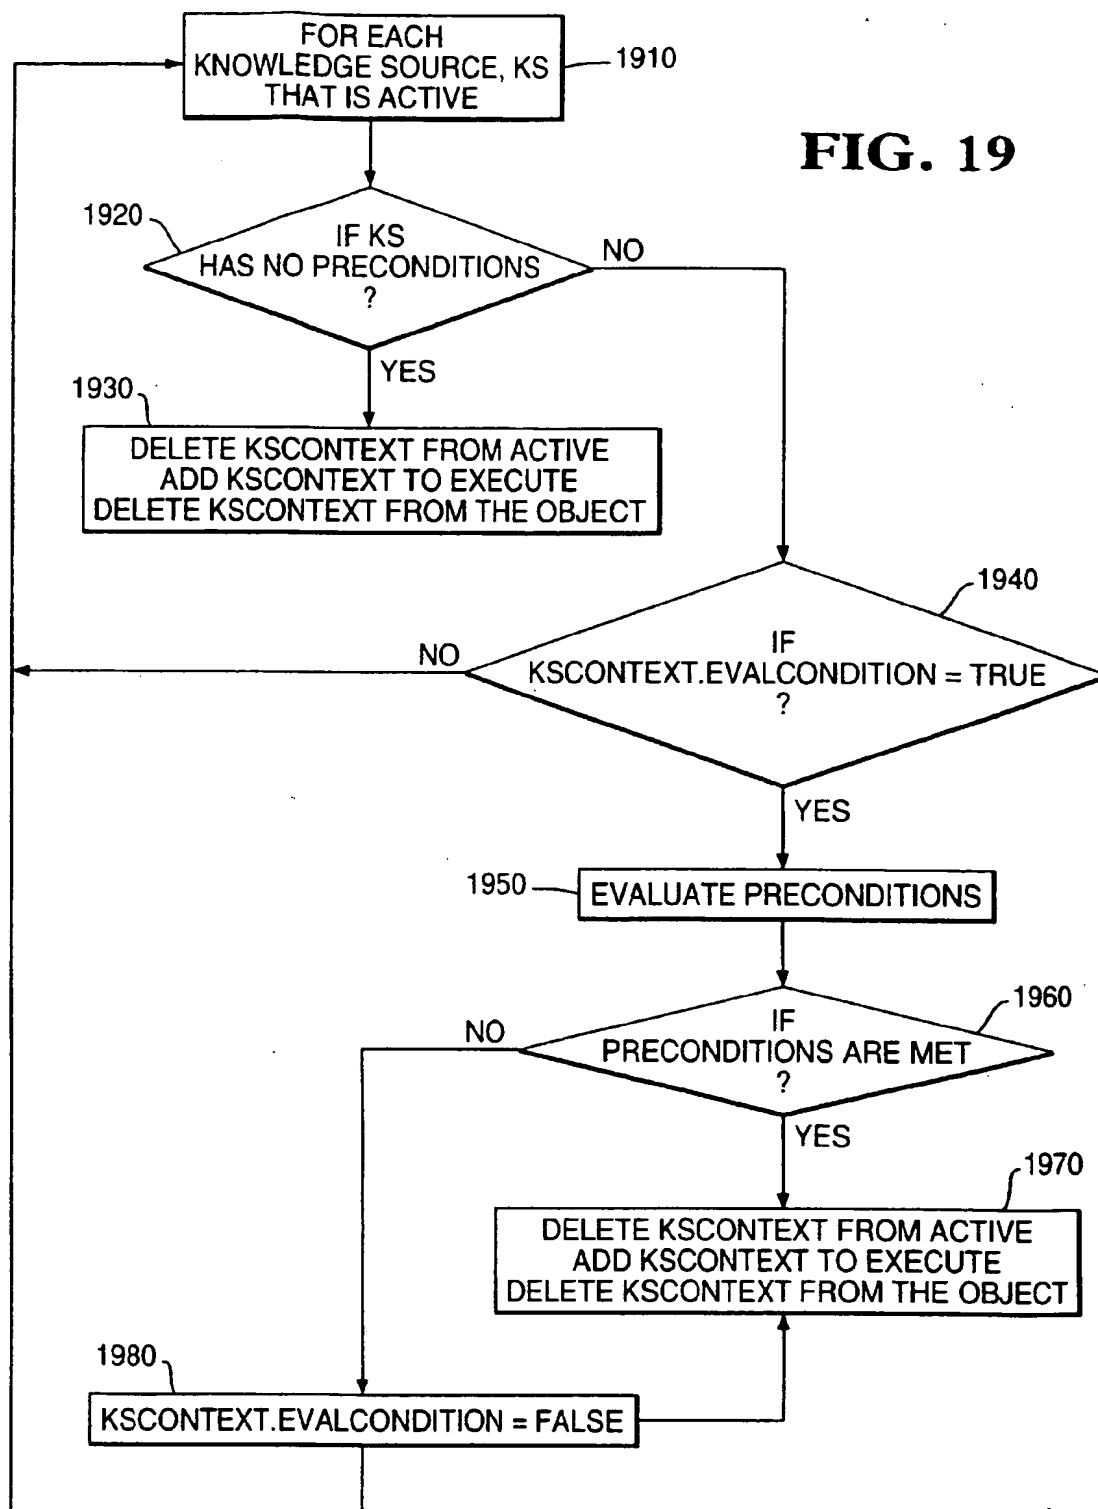 FOR EACH
KNOWLEDGE SOURCE, KS
THAT IS ACTIVE
1910
FIG. 19
1920
IF KS
HAS NO PRECONDITIONS
?
NO
YES
1930
DELETE KSCONTEXT FROM ACTIVE
ADD KSCONTEXT TO EXECUTE
DELETE KSCONTEXT FROM THE OBJECT
1940
IF
KSCONTEXT.EVALCONDITION = TRUE
?
NO
YES
1950
EVALUATE PRECONDITIONS
1960
IF
PRECONDITIONS ARE MET
?
NO
YES
1970
DELETE KSCONTEXT FROM ACTIVE
ADD KSCONTEXT TO EXECUTE
DELETE KSCONTEXT FROM THE OBJECT
1980
KSCONTEXT.EVALCONDITION = FALSE